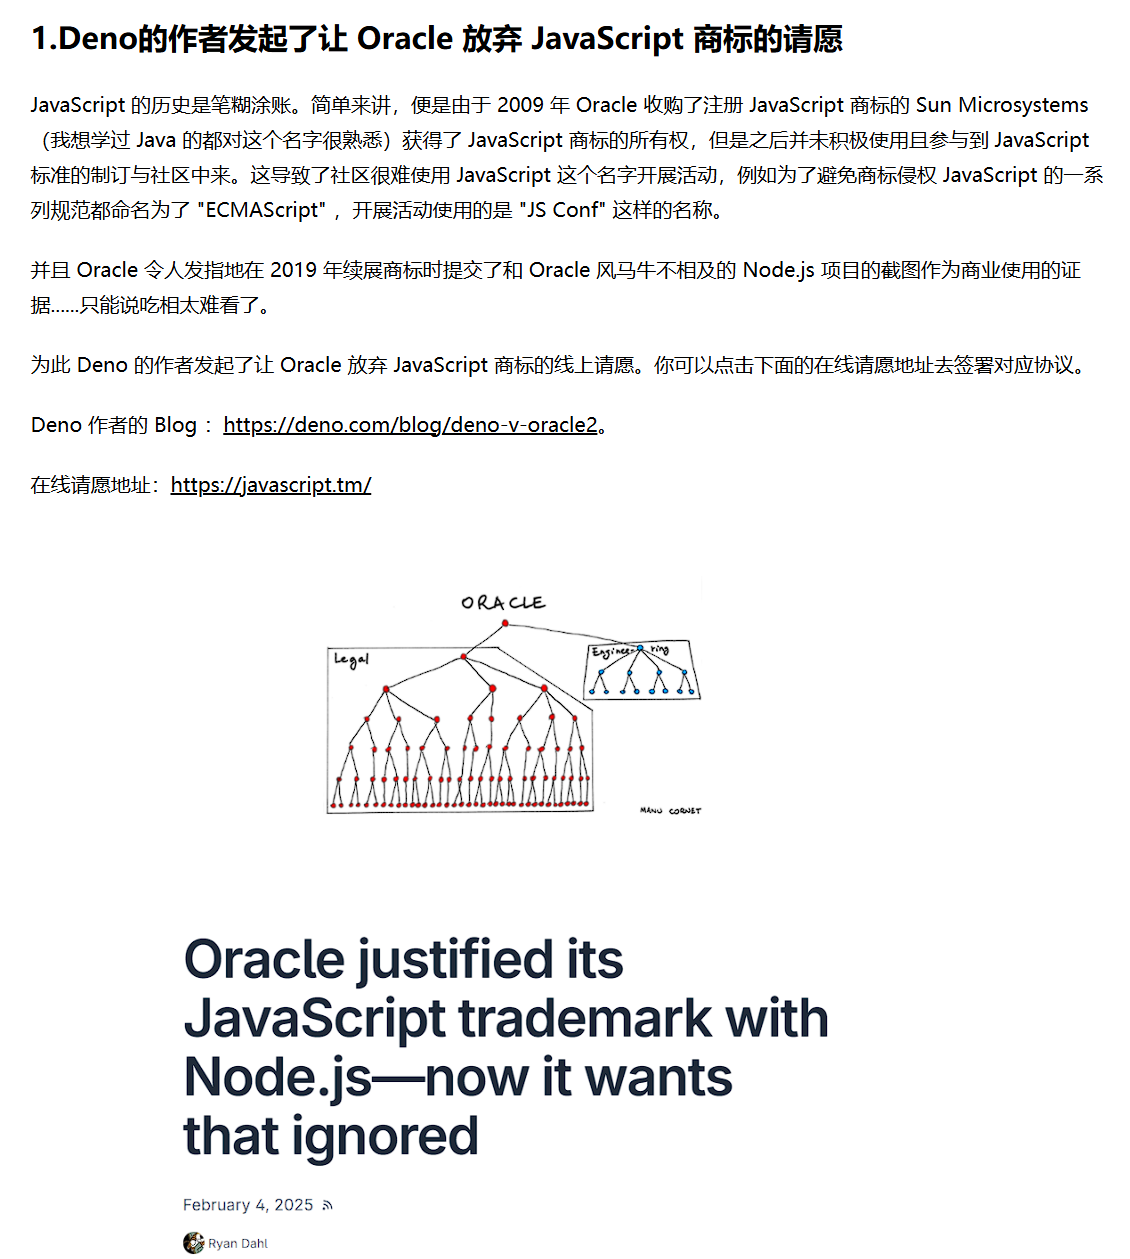 1.Deno的作者发起了让 Oracle 放弃 JavaScript 商标的请愿
JavaScript 的历史是笔糊涂账。简单来讲，便是由于 2009 年 Oracle 收购了注册 JavaScript 商标的 Sun Microsystems
（我想学过 Java 的都对这个名字很熟悉）获得了 JavaScript 商标的所有权，但是之后并未积极使用且参与到 JavaScript
标准的制订与社区中来。这导致了社区很难使用 JavaScript 这个名字开展活动，例如为了避免商标侵权 JavaScript 的一系
列规范都命名为了 "ECMAScript" ，开展活动使用的是 "JS Conf" 这样的名称。
并且 Oracle 令人发指地在 2019 年续展商标时提交了和 Oracle 风马牛不相及的 Node.js 项目的截图作为商业使用的证
据......只能说吃相太难看了。
为此 Deno 的作者发起了让 Oracle 放弃 JavaScript 商标的线上请愿。你可以点击下面的在线请愿地址去签署对应协议。
Deno 作者的 Blog ：https://deno.com/blog/deno-v-oracle2。
在线请愿地址：https://javascript.tm/
ORACLE
Legal
Engineering
MANU CORNET
Oracle justified its
JavaScript trademark with
Node.js—now it wants
that ignored
February 4, 2025
Ryan Dahl